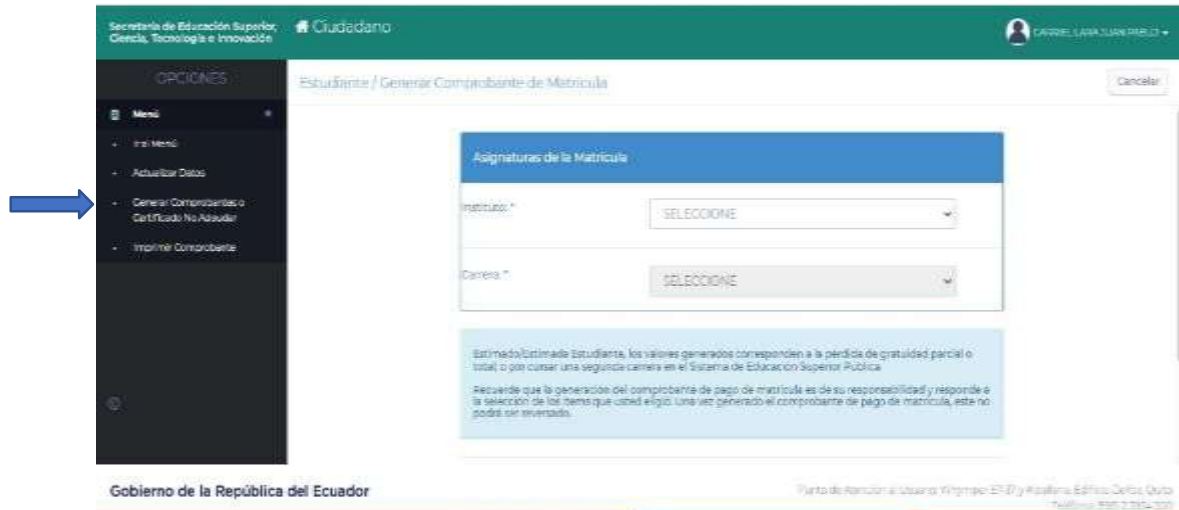 Secretaría de Educación Superior,
Ciencia, Tecnología e Innovación
Ciudadano
JUAN PABLO
OPCIONES
Estudiante / Generar Comprobante de Matricula
Cancelar
Menú
Ir al Menú
Actualizar Datos
Generar Comprobantes o
Certificado No Adeudar
Imprimir Comprobante
Asignaturas de la Matrícula
Instituto: *
SELECCIONE
Carrera: *
SELECCIONE
Estimado/Estimada Estudiante, los valores generados corresponden a la pérdida de gratuidad parcial o
total, o por cursar una segunda carrera en el Sistema de Educación Superior Pública
Recuerde que la generación del comprobante de pago de matrícula es de su responsabilidad y responde a
la selección de los items que usted eligió. Una vez generado el comprobante de pago de matrícula, este no
podrá ser reversado.
Gobierno de la República del Ecuador
Quito